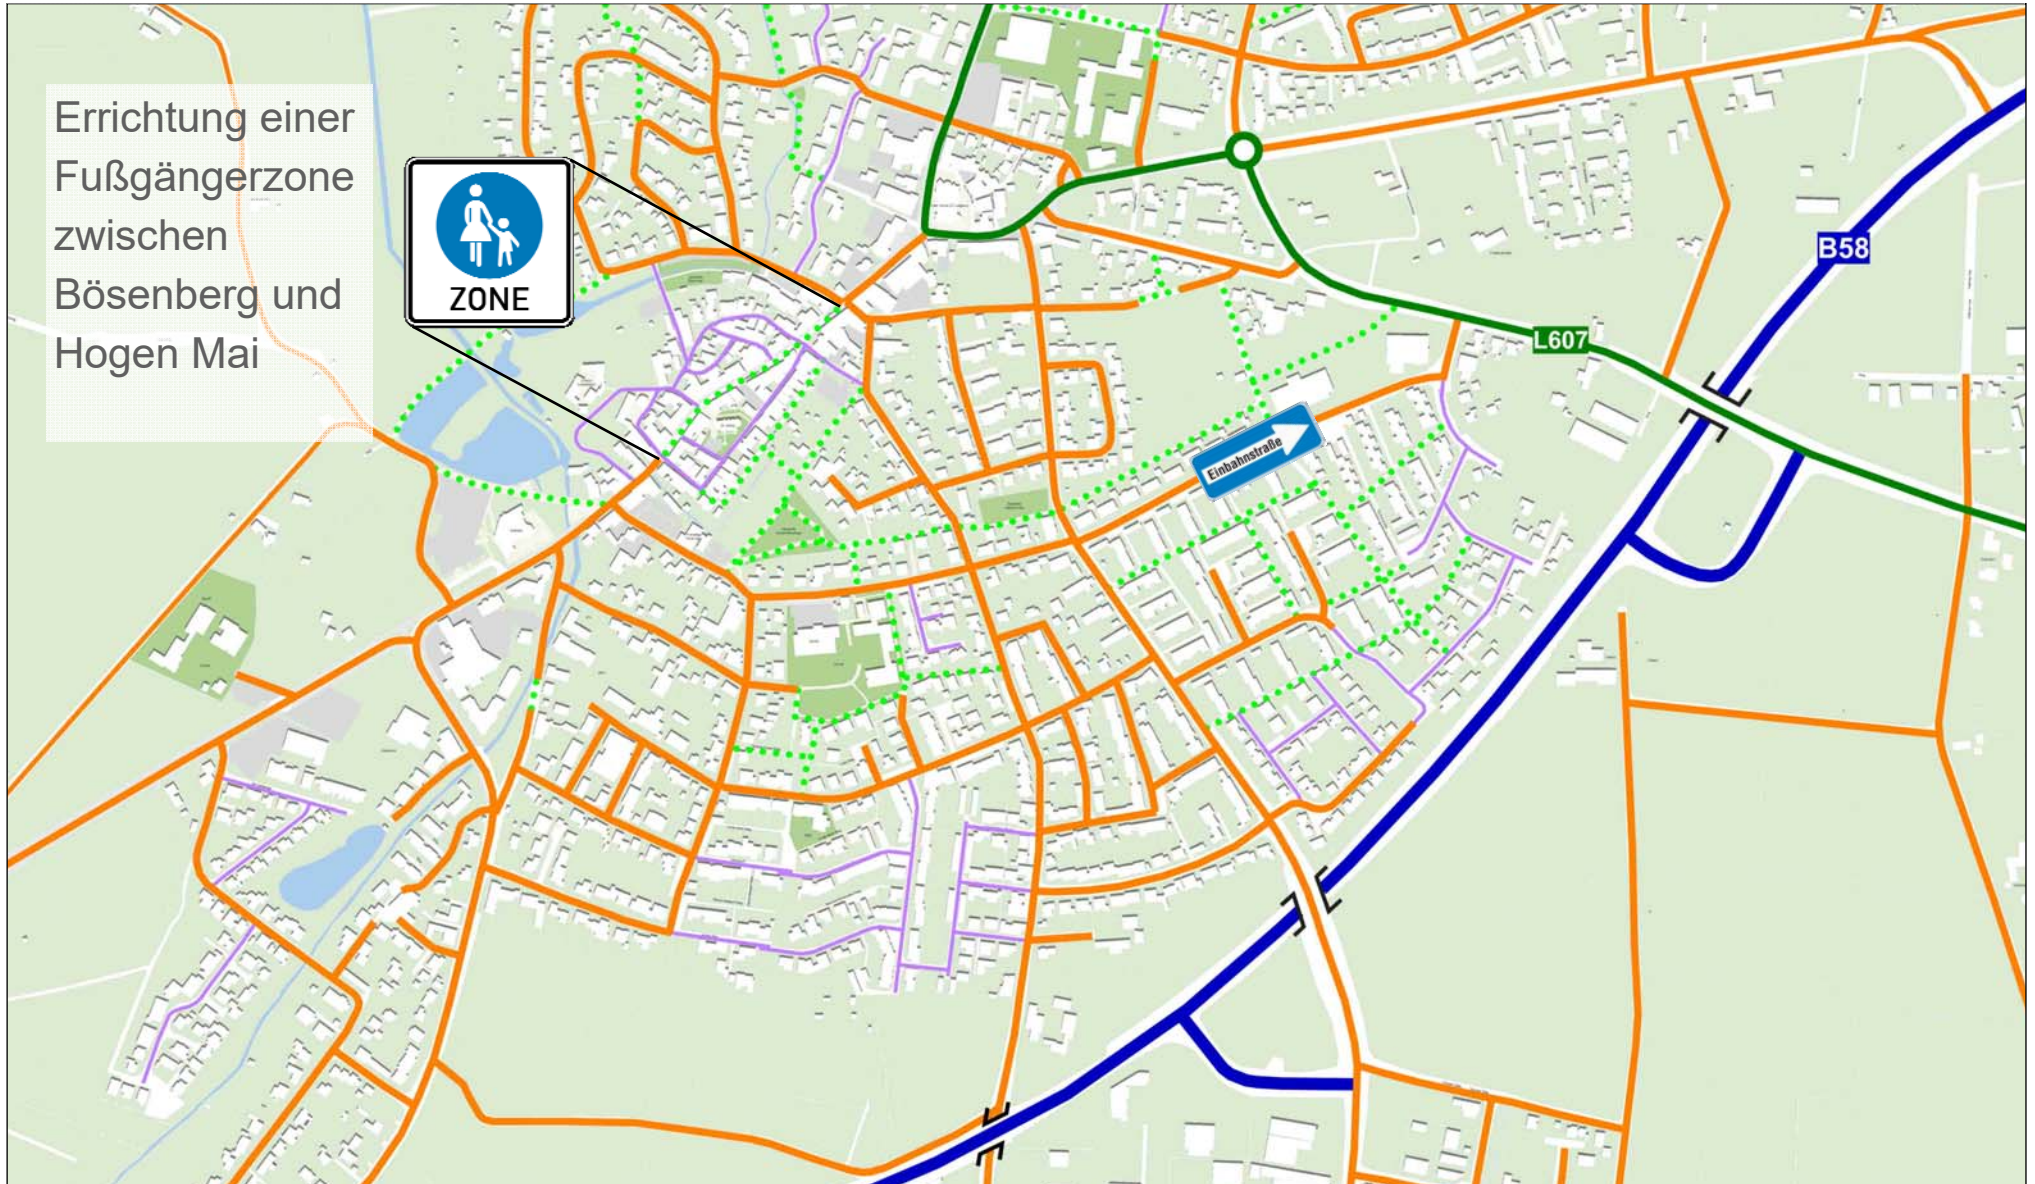 Errichtung einer
Fußgängerzone
zwischen
Bösenberg und
Hogen Mai
ZONE
B58
L607
Einbahnstraße